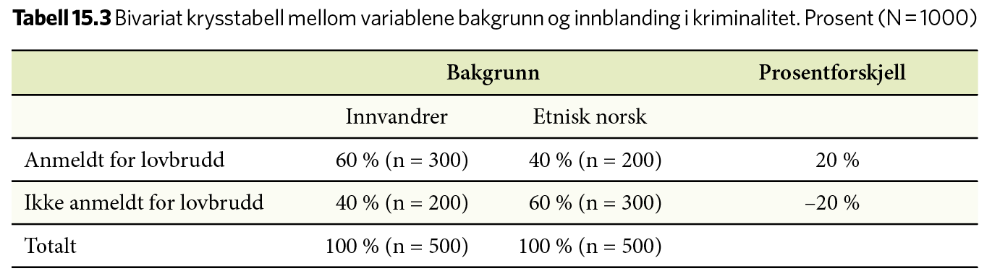 Tabell 15.3 Bivariat krysstabell mellom variablene bakgrunn og innblanding i kriminalitet. Prosent (N = 1000)
Bakgrunn Prosentforskjell
Innvandrer Etnisk norsk
Anmeldt for lovbrudd 60 % (n = 300) 40 % (n = 200) 20 %
Ikke anmeldt for lovbrudd 40 % (n = 200) 60 % (n = 300) –20 %
Totalt 100 % (n = 500) 100 % (n = 500)